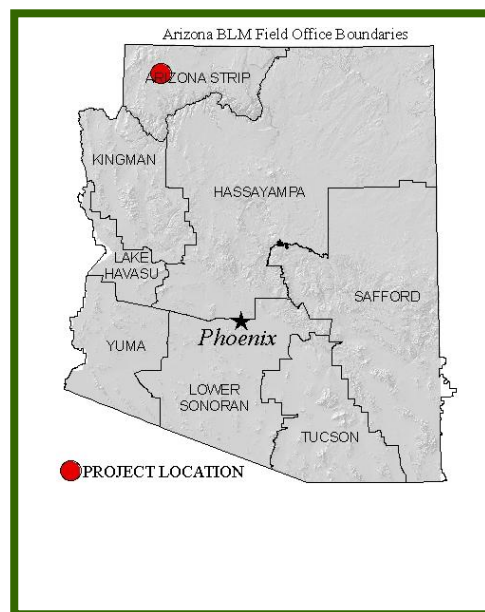 Arizona BLM Field Office Boundaries
ARIZONA STRIP
KINGMAN
HASSAYAMPA
LAKE
HAVASU
SAFFORD
Phoenix
YUMA
LOWER
SONORAN
TUCSON
PROJECT LOCATION